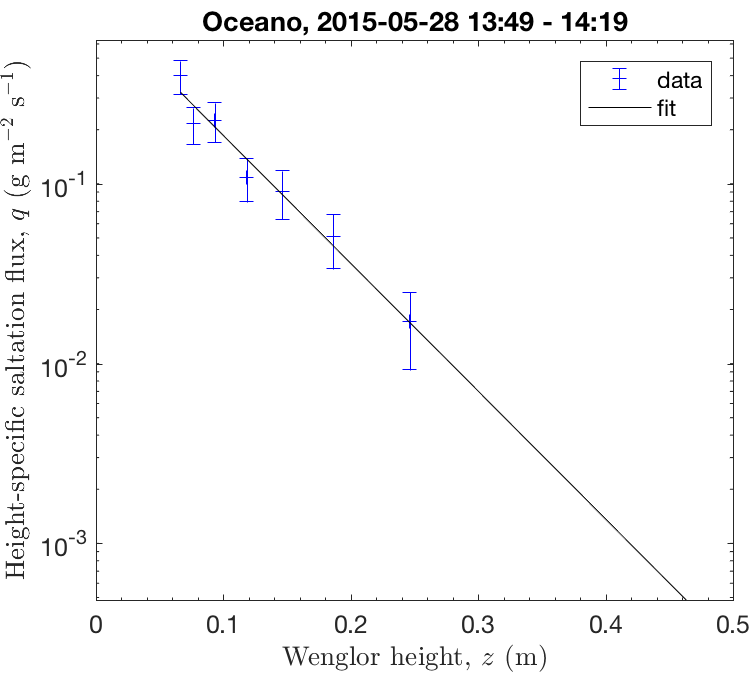 Oceano, 2015-05-28 13:49 - 14:19
Height-specific saltation flux, q (g m⁻² s⁻¹)
data
fit
10⁻¹
10⁻²
10⁻³
0 0.1 0.2 0.3 0.4 0.5
Wenglor height, z (m)